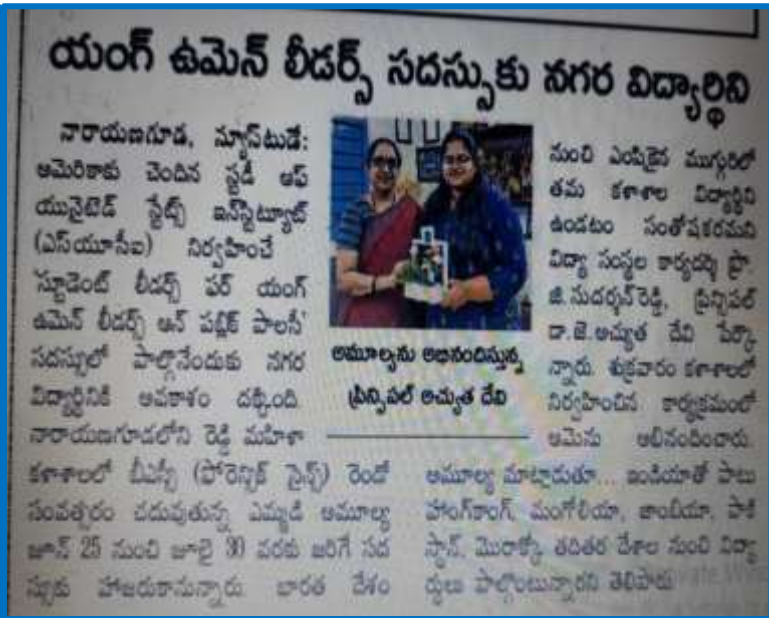 యంగ్ ఉమెన్ లీడర్స్ సదస్సుకు నగర విద్యార్థిని
నారాయణగూడ, న్యూస్‌టుడే:
అమెరికాకు చెందిన స్టడీ ఆఫ్
యునైటెడ్ స్టేట్స్ ఇన్‌స్టిట్యూట్
(ఎస్‌యూసీఐ) నిర్వహించే
'స్టూడెంట్ లీడర్స్ ఫర్ యంగ్
ఉమెన్ లీడర్స్ ఆన్ పబ్లిక్ పాలసీ'
సదస్సులో పాల్గొనేందుకు నగర
విద్యార్థినికి అవకాశం దక్కింది.
నారాయణగూడలోని రెడ్డి మహిళా
కళాశాలలో బీఎస్సీ (ఫోరెన్సిక్ సైన్స్) రెండో
సంవత్సరం చదువుతున్న ఎమ్మడి అమూల్య
జూన్ 25 నుంచి జూలై 30 వరకు జరిగే సద
స్సుకు హాజరుకానున్నారు. భారత దేశం
అమూల్యను అభినందిస్తున్న
ప్రిన్సిపల్ అచ్యుత దేవి
నుంచి ఎంపికైన ముగ్గురిలో
తమ కళాశాల విద్యార్థిని
ఉండటం సంతోషకరమని
విద్యా సంస్థల కార్యదర్శి ప్రొ.
జి.సుదర్శన్‌రెడ్డి, ప్రిన్సిపల్
డా.జె.అచ్యుత దేవి పేర్కొ
న్నారు. శుక్రవారం కళాశాలలో
నిర్వహించిన కార్యక్రమంలో
ఆమెను అభినందించారు.
అమూల్య మాట్లాడుతూ... ఇండియాతో పాటు
హాంగ్‌కాంగ్, మంగోలియా, జాంబియా, పాకి
స్థాన్, మొరాక్కో తదితర దేశాల నుంచి విద్యా
ర్థులు పాల్గొంటున్నారని తెలిపారు.